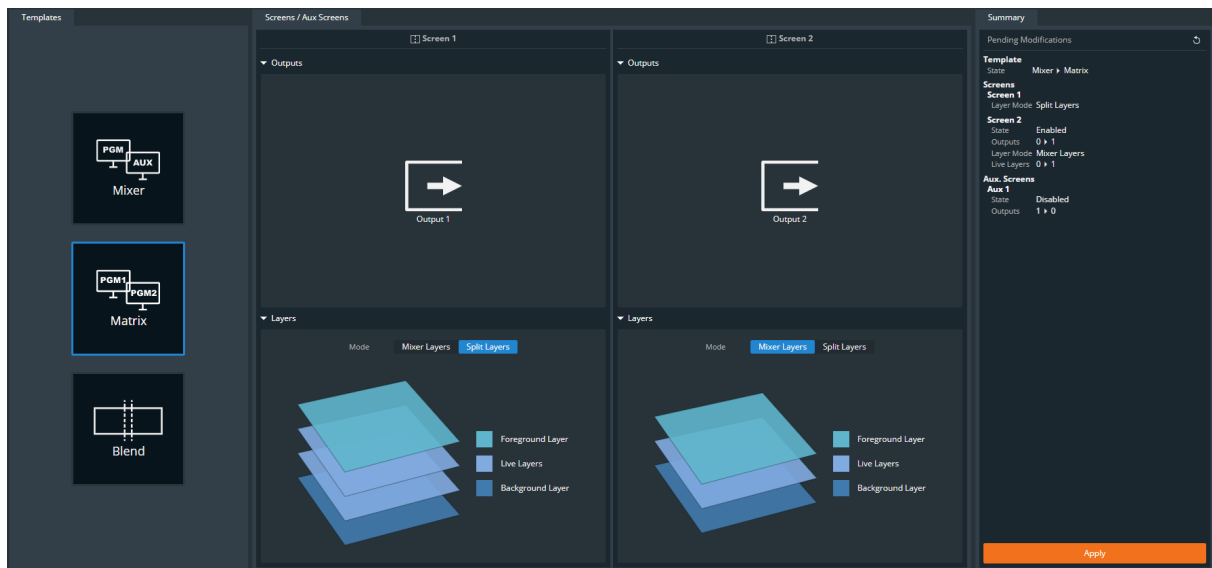 Templates
PGM
AUX
Mixer
PGM1
PGM2
Matrix
Blend
Screens / Aux Screens
Screen 1
Outputs
Output 1
Layers
Mode Mixer Layers Split Layers
Foreground Layer
Live Layers
Background Layer
Screen 2
Outputs
Output 2
Layers
Mode Mixer Layers Split Layers
Foreground Layer
Live Layers
Background Layer
Summary
Pending Modifications
Template
State Mixer ▸ Matrix
Screens
Screen 1
Layer Mode Split Layers
Screen 2
State Enabled
Outputs 0 ▸ 1
Layer Mode Mixer Layers
Live Layers 0 ▸ 1
Aux. Screens
Aux 1
State Disabled
Outputs 1 ▸ 0
Apply